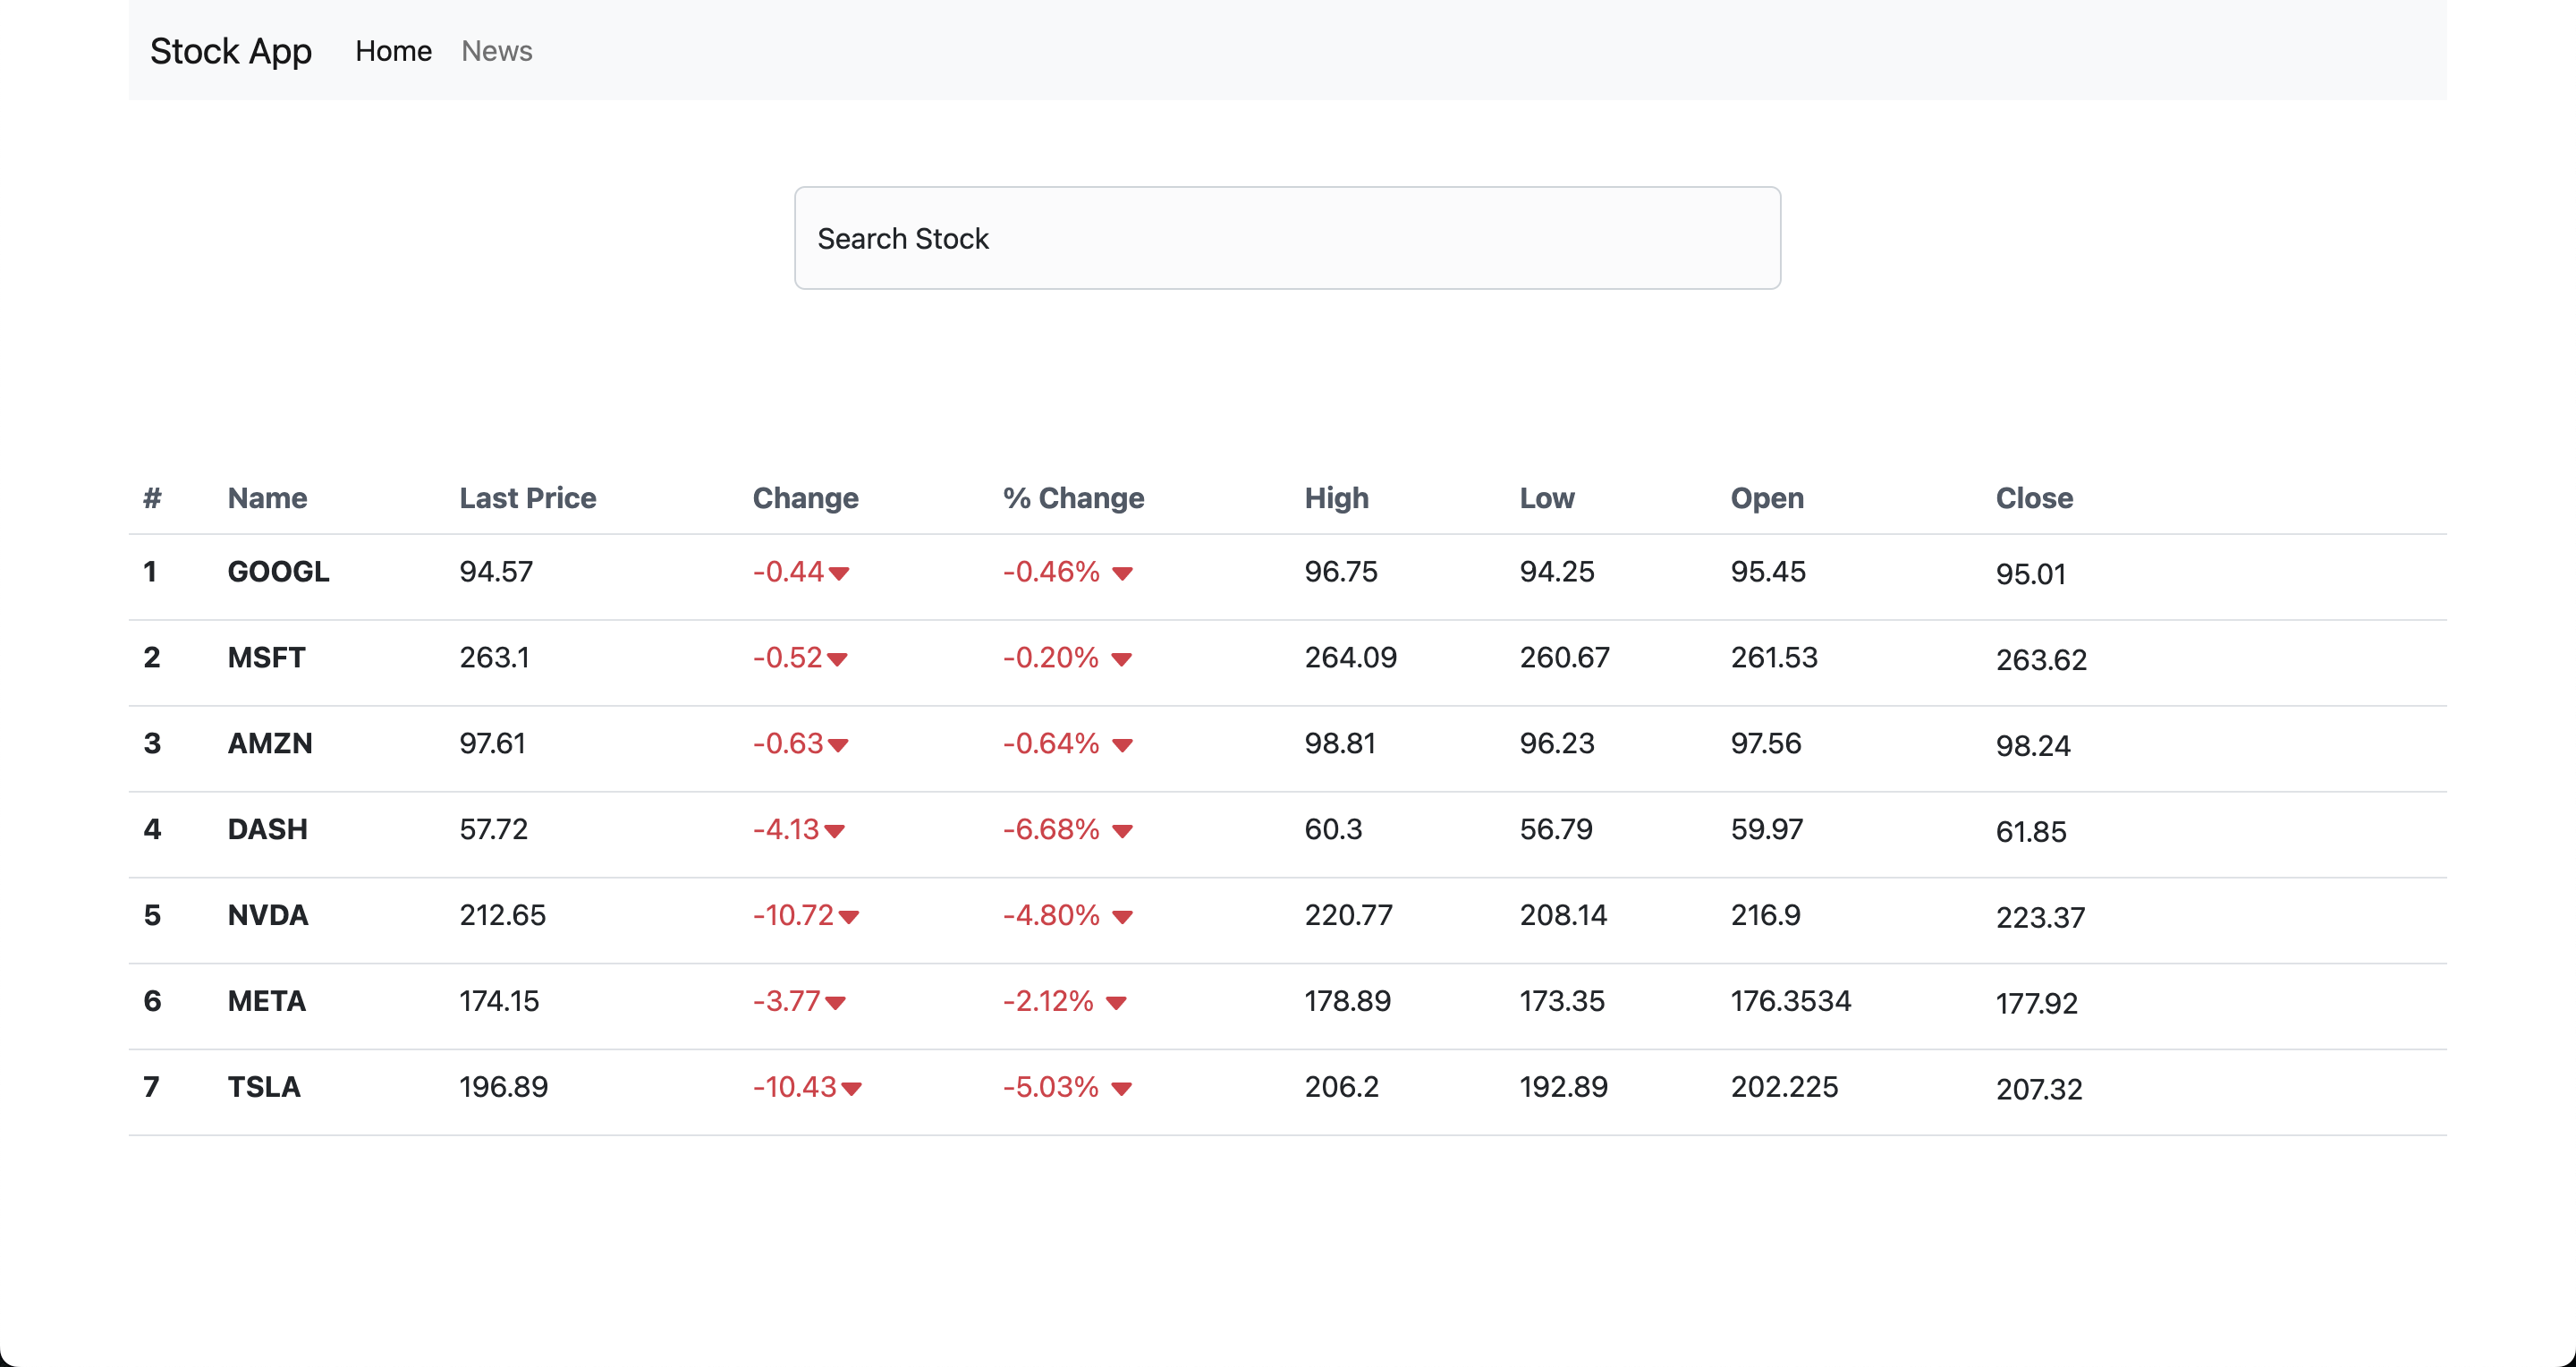 Stock App Home News
Search Stock
# Name Last Price Change % Change High Low Open Close
1 GOOGL 94.57 -0.44 -0.46% 96.75 94.25 95.45 95.01
2 MSFT 263.1 -0.52 -0.20% 264.09 260.67 261.53 263.62
3 AMZN 97.61 -0.63 -0.64% 98.81 96.23 97.56 98.24
4 DASH 57.72 -4.13 -6.68% 60.3 56.79 59.97 61.85
5 NVDA 212.65 -10.72 -4.80% 220.77 208.14 216.9 223.37
6 META 174.15 -3.77 -2.12% 178.89 173.35 176.3534 177.92
7 TSLA 196.89 -10.43 -5.03% 206.2 192.89 202.225 207.32